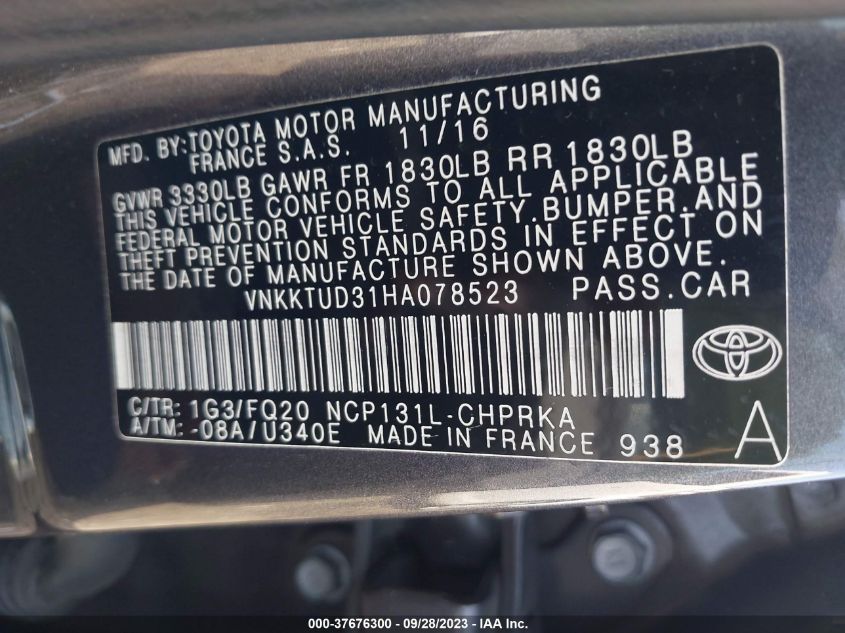 MFD. BY:TOYOTA MOTOR MANUFACTURING
FRANCE S.A.S. 11/16
GVWR 3330LB GAWR FR 1830LB RR 1830LB
THIS VEHICLE CONFORMS TO ALL APPLICABLE
FEDERAL MOTOR VEHICLE SAFETY,BUMPER,AND
THEFT PREVENTION STANDARDS IN EFFECT ON
THE DATE OF MANUFACTURE SHOWN ABOVE.
VNKKTUD31HA078523 PASS.CAR
C/TR: 1G3/FQ20 NCP131L-CHPRKA
A/TM: -08A/U340E MADE IN FRANCE 938
A
000-37676300 - 09/28/2023 - IAA Inc.